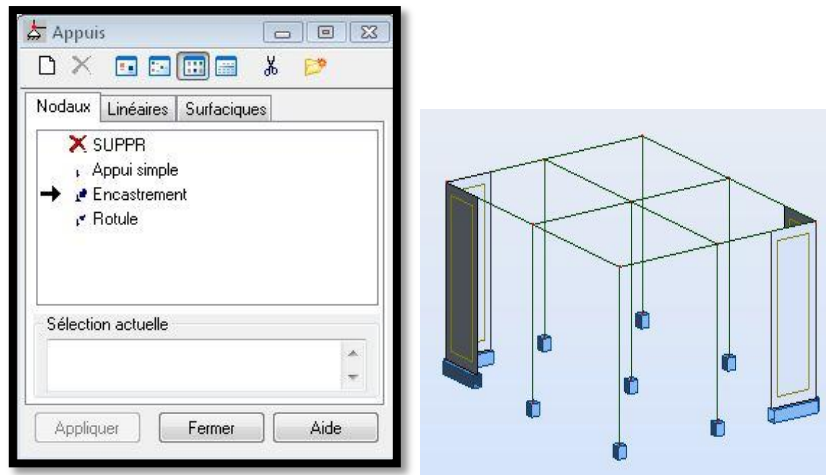 Appuis
Nodaux Linéaires Surfaciques
SUPPR
Appui simple
Encastrement
Rotule
Sélection actuelle
Appliquer Fermer Aide